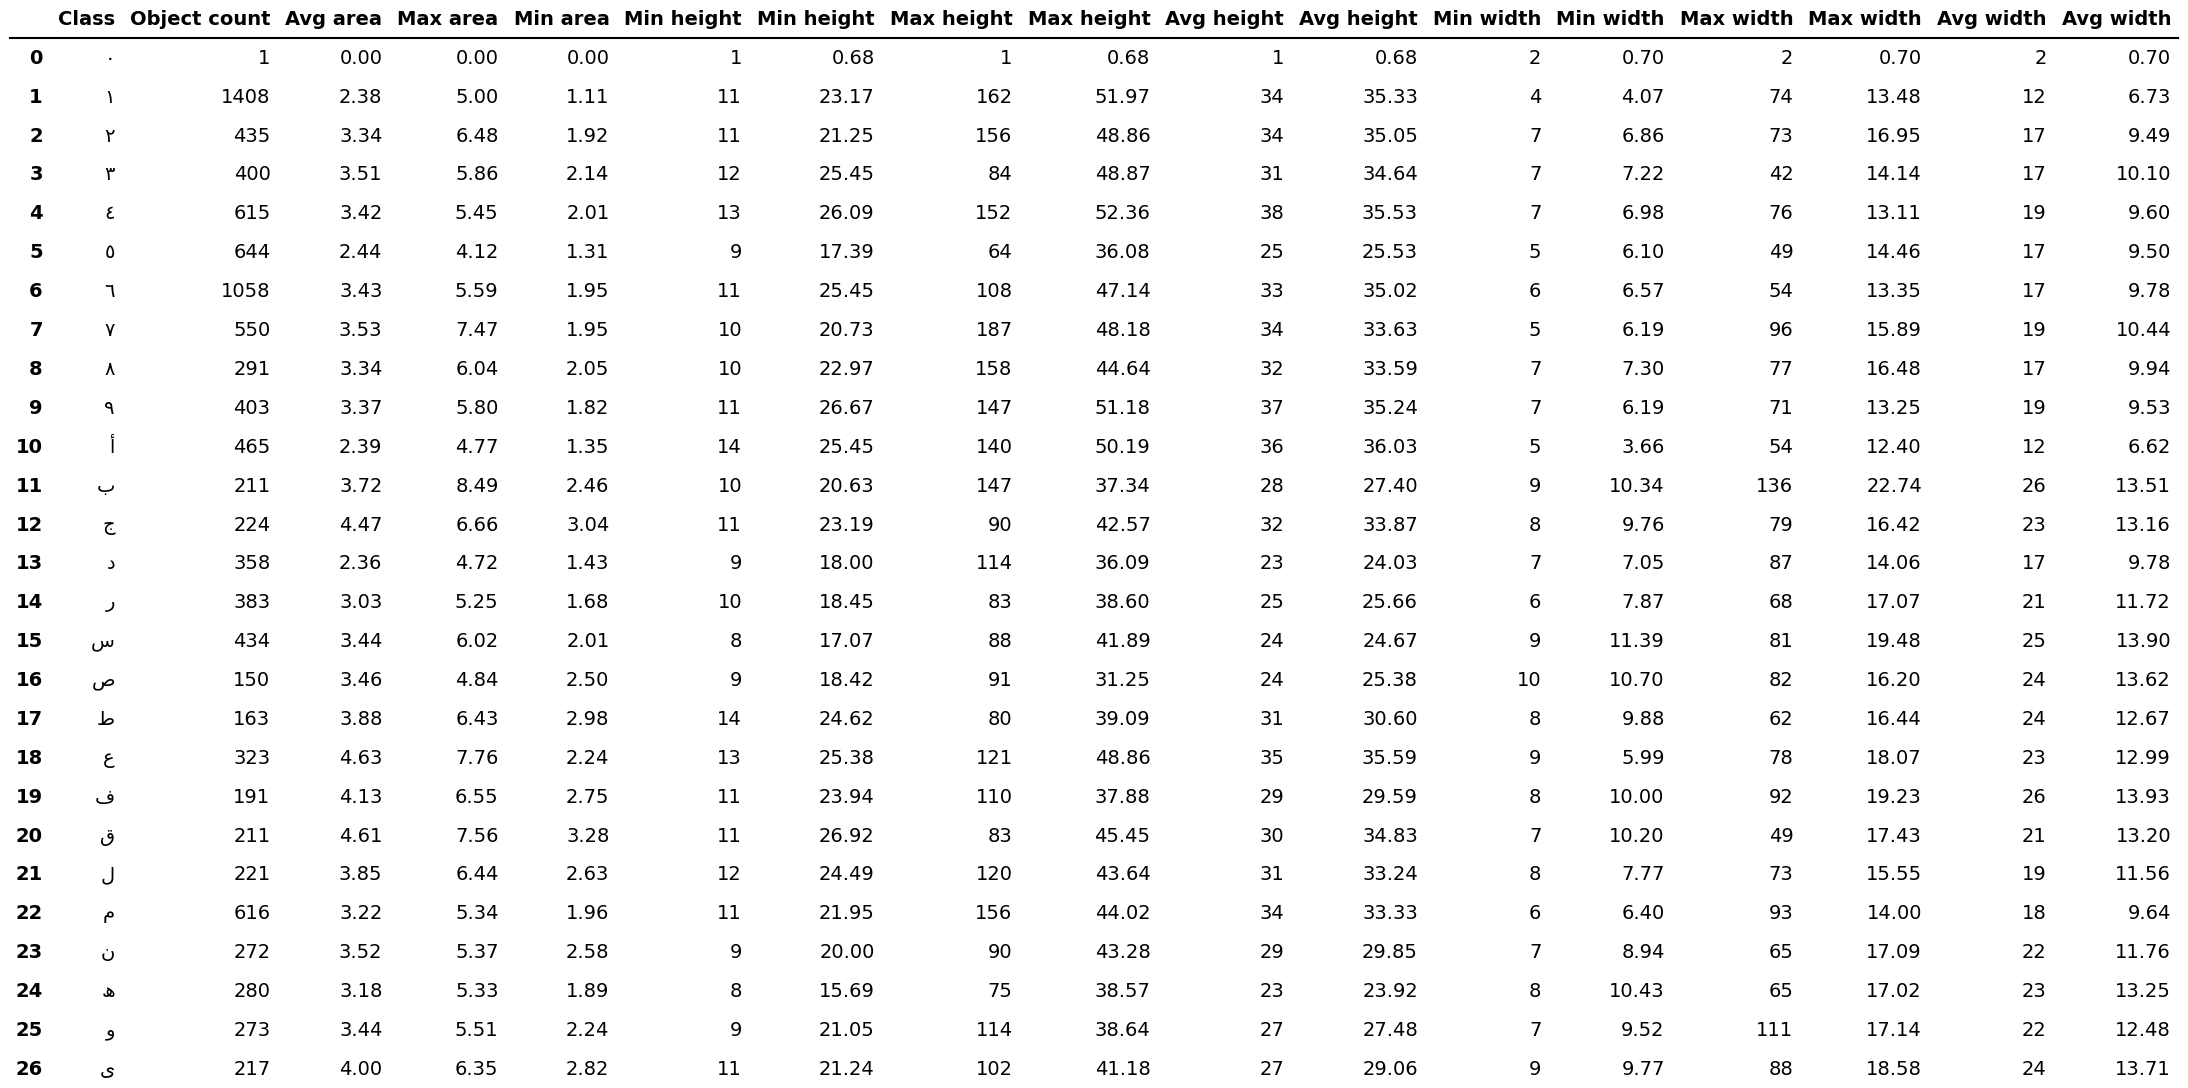 Class Object count Avg area Max area Min area Min height Min height Max height Max height Avg height Avg height Min width Min width Max width Max width Avg width Avg width
0 ٠ 1 0.00 0.00 0.00 1 0.68 1 0.68 1 0.68 2 0.70 2 0.70 2 0.70
1 ١ 1408 2.38 5.00 1.11 11 23.17 162 51.97 34 35.33 4 4.07 74 13.48 12 6.73
2 ٢ 435 3.34 6.48 1.92 11 21.25 156 48.86 34 35.05 7 6.86 73 16.95 17 9.49
3 ٣ 400 3.51 5.86 2.14 12 25.45 84 48.87 31 34.64 7 7.22 42 14.14 17 10.10
4 ٤ 615 3.42 5.45 2.01 13 26.09 152 52.36 38 35.53 7 6.98 76 13.11 19 9.60
5 ٥ 644 2.44 4.12 1.31 9 17.39 64 36.08 25 25.53 5 6.10 49 14.46 17 9.50
6 ٦ 1058 3.43 5.59 1.95 11 25.45 108 47.14 33 35.02 6 6.57 54 13.35 17 9.78
7 ٧ 550 3.53 7.47 1.95 10 20.73 187 48.18 34 33.63 5 6.19 96 15.89 19 10.44
8 ٨ 291 3.34 6.04 2.05 10 22.97 158 44.64 32 33.59 7 7.30 77 16.48 17 9.94
9 ٩ 403 3.37 5.80 1.82 11 26.67 147 51.18 37 35.24 7 6.19 71 13.25 19 9.53
10 أ 465 2.39 4.77 1.35 14 25.45 140 50.19 36 36.03 5 3.66 54 12.40 12 6.62
11 ب 211 3.72 8.49 2.46 10 20.63 147 37.34 28 27.40 9 10.34 136 22.74 26 13.51
12 ج 224 4.47 6.66 3.04 11 23.19 90 42.57 32 33.87 8 9.76 79 16.42 23 13.16
13 د 358 2.36 4.72 1.43 9 18.00 114 36.09 23 24.03 7 7.05 87 14.06 17 9.78
14 ر 383 3.03 5.25 1.68 10 18.45 83 38.60 25 25.66 6 7.87 68 17.07 21 11.72
15 س 434 3.44 6.02 2.01 8 17.07 88 41.89 24 24.67 9 11.39 81 19.48 25 13.90
16 ص 150 3.46 4.84 2.50 9 18.42 91 31.25 24 25.38 10 10.70 82 16.20 24 13.62
17 ط 163 3.88 6.43 2.98 14 24.62 80 39.09 31 30.60 8 9.88 62 16.44 24 12.67
18 ع 323 4.63 7.76 2.24 13 25.38 121 48.86 35 35.59 9 5.99 78 18.07 23 12.99
19 ف 191 4.13 6.55 2.75 11 23.94 110 37.88 29 29.59 8 10.00 92 19.23 26 13.93
20 ق 211 4.61 7.56 3.28 11 26.92 83 45.45 30 34.83 7 10.20 49 17.43 21 13.20
21 ل 221 3.85 6.44 2.63 12 24.49 120 43.64 31 33.24 8 7.77 73 15.55 19 11.56
22 م 616 3.22 5.34 1.96 11 21.95 156 44.02 34 33.33 6 6.40 93 14.00 18 9.64
23 ن 272 3.52 5.37 2.58 9 20.00 90 43.28 29 29.85 7 8.94 65 17.09 22 11.76
24 ه 280 3.18 5.33 1.89 8 15.69 75 38.57 23 23.92 8 10.43 65 17.02 23 13.25
25 و 273 3.44 5.51 2.24 9 21.05 114 38.64 27 27.48 7 9.52 111 17.14 22 12.48
26 ى 217 4.00 6.35 2.82 11 21.24 102 41.18 27 29.06 9 9.77 88 18.58 24 13.71